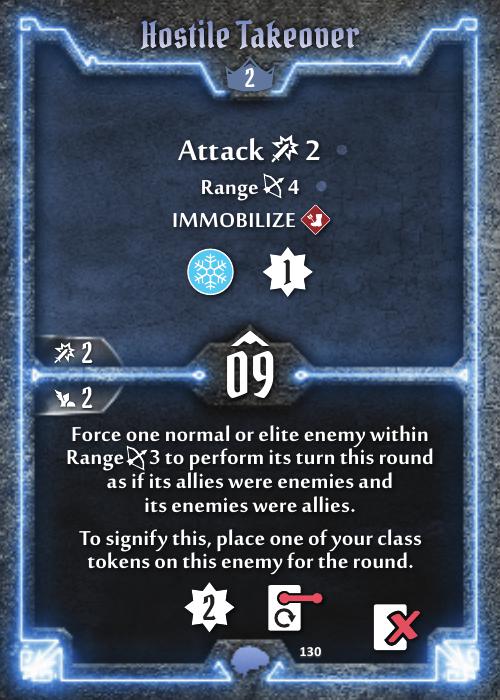 Hostile Takeover
2
Attack 2
Range 4
IMMOBILIZE
1
2
09
2
Force one normal or elite enemy within
Range 3 to perform its turn this round
as if its allies were enemies and
its enemies were allies.
To signify this, place one of your class
tokens on this enemy for the round.
2
130